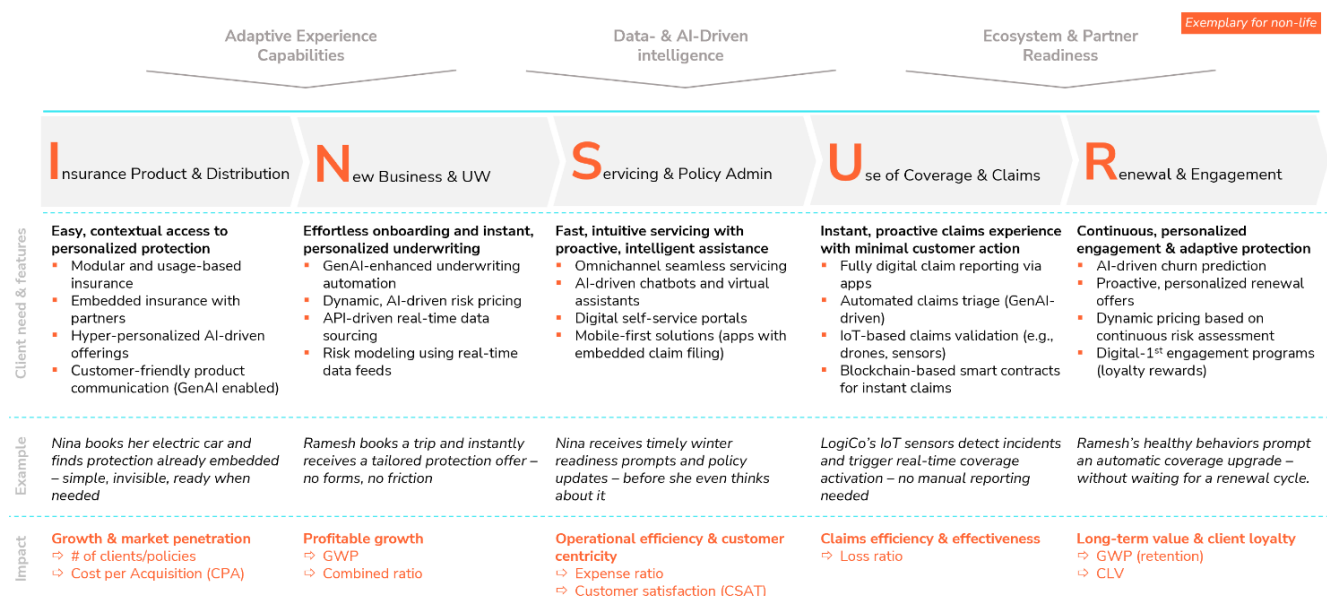 Exemplary for non-life
Adaptive Experience
Capabilities
Data- & AI-Driven
intelligence
Ecosystem & Partner
Readiness
Insurance Product & Distribution
New Business & UW
Servicing & Policy Admin
Use of Coverage & Claims
Renewal & Engagement
Client need & features
Easy, contextual access to
personalized protection
Modular and usage-based
insurance
Embedded insurance with
partners
Hyper-personalized AI-driven
offerings
Customer-friendly product
communication (GenAI enabled)
Effortless onboarding and instant,
personalized underwriting
GenAI-enhanced underwriting
automation
Dynamic, AI-driven risk pricing
API-driven real-time data
sourcing
Risk modeling using real-time
data feeds
Fast, intuitive servicing with
proactive, intelligent assistance
Omnichannel seamless servicing
AI-driven chatbots and virtual
assistants
Digital self-service portals
Mobile-first solutions (apps with
embedded claim filing)
Instant, proactive claims experience
with minimal customer action
Fully digital claim reporting via
apps
Automated claims triage (GenAI-
driven)
IoT-based claims validation (e.g.,
drones, sensors)
Blockchain-based smart contracts
for instant claims
Continuous, personalized
engagement & adaptive protection
AI-driven churn prediction
Proactive, personalized renewal
offers
Dynamic pricing based on
continuous risk assessment
Digital-1st engagement programs
(loyalty rewards)
Example
Nina books her electric car and
finds protection already embedded
– simple, invisible, ready when
needed
Ramesh books a trip and instantly
receives a tailored protection offer –
no forms, no friction
Nina receives timely winter
readiness prompts and policy
updates – before she even thinks
about it
LogiCo's IoT sensors detect incidents
and trigger real-time coverage
activation – no manual reporting
needed
Ramesh's healthy behaviors prompt
an automatic coverage upgrade –
without waiting for a renewal cycle.
Impact
Growth & market penetration
# of clients/policies
Cost per Acquisition (CPA)
Profitable growth
GWP
Combined ratio
Operational efficiency & customer
centricity
Expense ratio
Customer satisfaction (CSAT)
Claims efficiency & effectiveness
Loss ratio
Long-term value & client loyalty
GWP (retention)
CLV